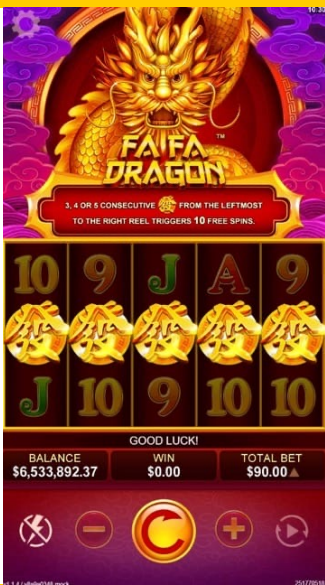 FA FA
DRAGON™
3, 4 OR 5 CONSECUTIVE 發 FROM THE LEFTMOST
TO THE RIGHT REEL TRIGGERS 10 FREE SPINS.
10 9 J A 9
發 發 發 發 發
J 10 9 10 10
GOOD LUCK!
BALANCE WIN TOTAL BET
$6,533,892.37 $0.00 $90.00